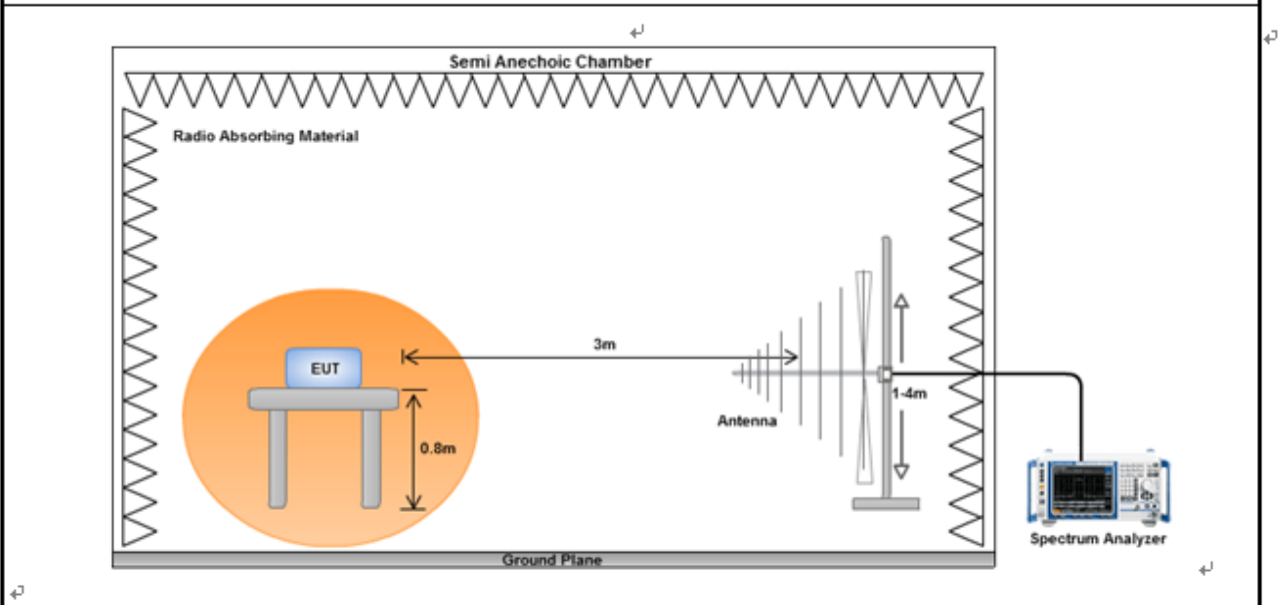 Semi Anechoic Chamber
Radio Absorbing Material
3m
EUT
1-4m
Antenna
0.8m
Spectrum Analyzer
Ground Plane